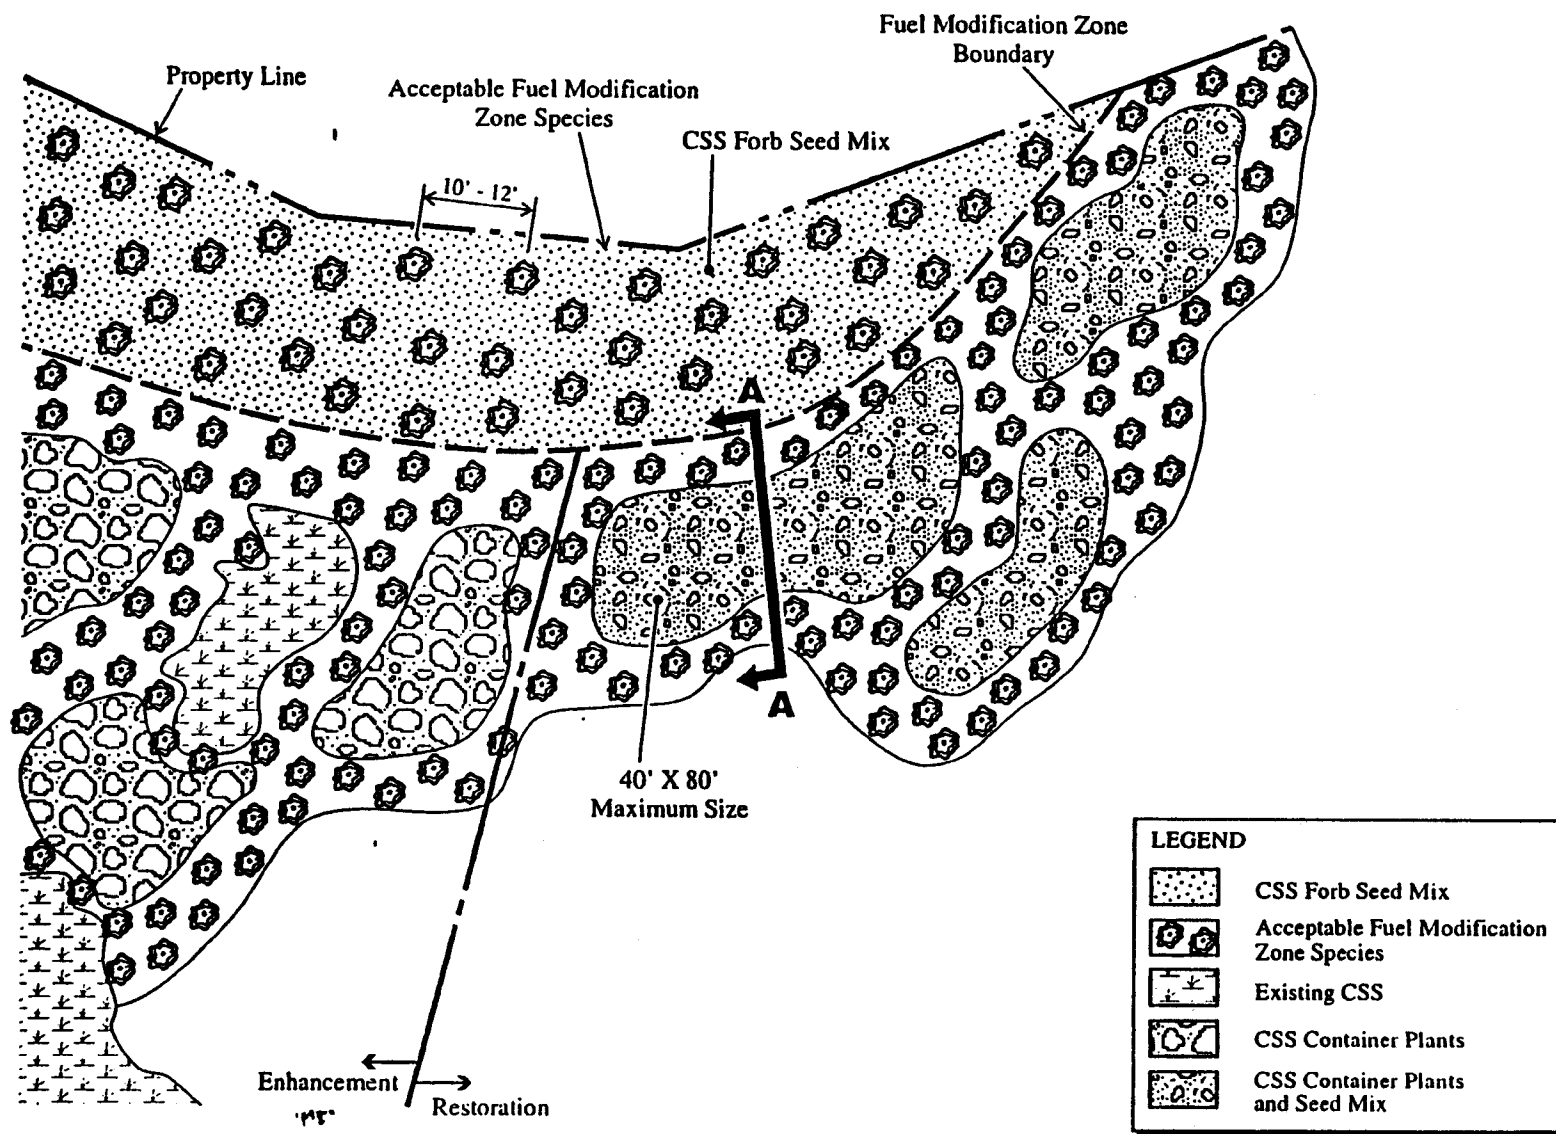 Fuel Modification Zone
Boundary
Property Line
Acceptable Fuel Modification
Zone Species
CSS Forb Seed Mix
10' - 12'
A
A
40' X 80'
Maximum Size
Enhancement
Restoration
LEGEND
CSS Forb Seed Mix
Acceptable Fuel Modification
Zone Species
Existing CSS
CSS Container Plants
CSS Container Plants
and Seed Mix